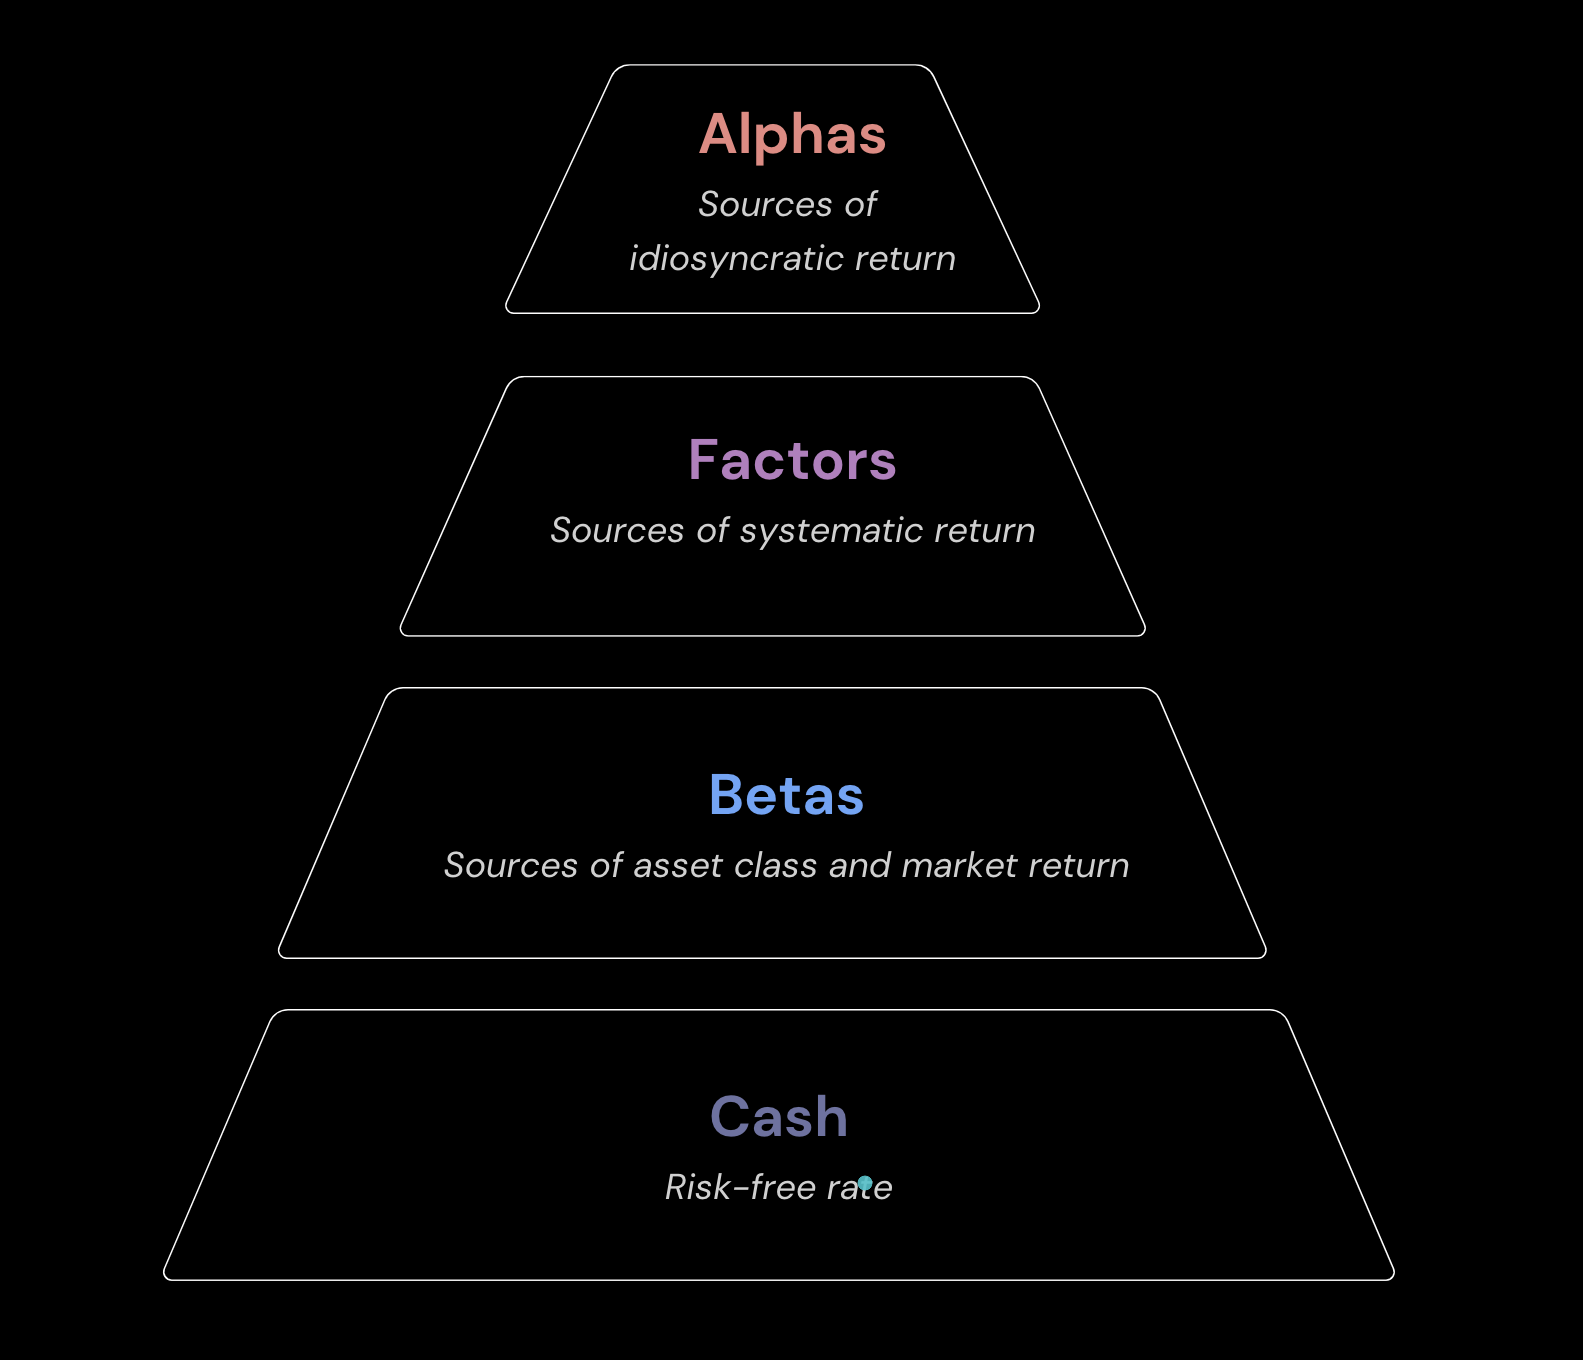 Alphas
Sources of
idiosyncratic return
Factors
Sources of systematic return
Betas
Sources of asset class and market return
Cash
Risk-free rate